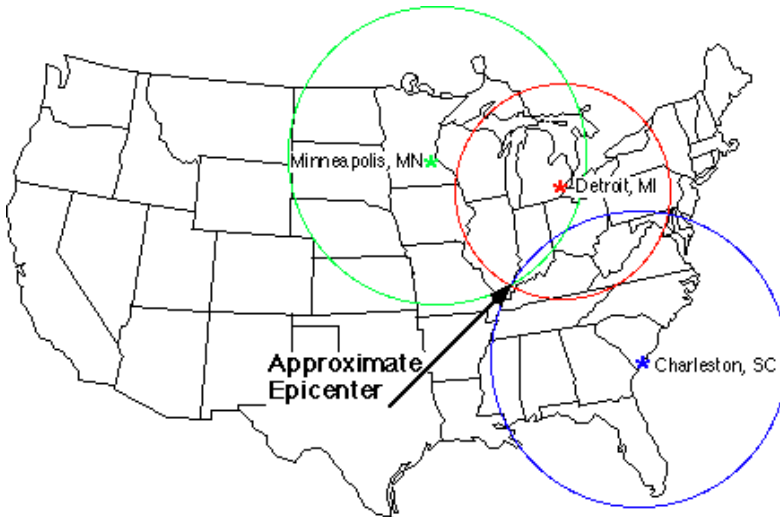 Minneapolis, MN
Detroit, MI
Approximate
Epicenter
Charleston, SC